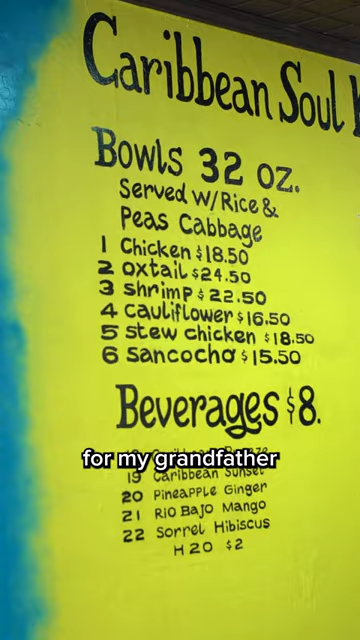 Caribbean Soul
Bowls 32 oz.
Served w/Rice &
Peas Cabbage
1 Chicken $18.50
2 oxtail $24.50
3 shrimp $22.50
4 cauliflower $16.50
5 stew chicken $18.50
6 Sancocho $15.50
Beverages $8.
for my grandfather
19 Caribbean Sunset
20 Pineapple Ginger
21 Rio Bajo Mango
22 Sorrel Hibiscus
H20 $2